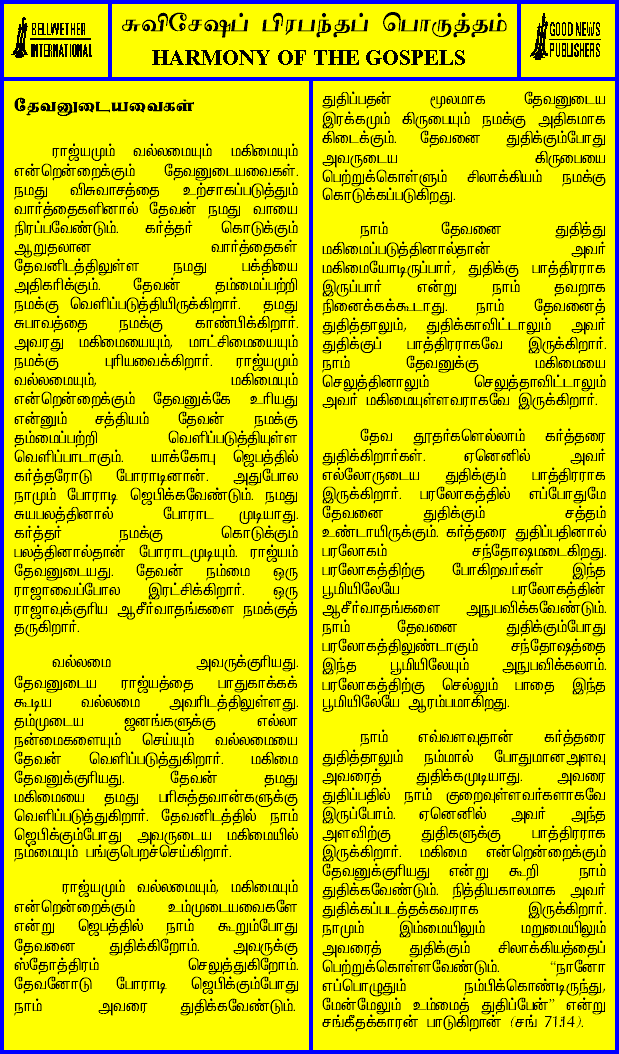 BELLWETHER
INTERNATIONAL
சுவிசேஷப் பிரபந்தப் பொருத்தம்
HARMONY OF THE GOSPELS
GOOD NEWS
PUBLISHERS
தேவனுடையவைகள்
ராஜ்யமும் வல்லமையும் மகிமையும்
என்றென்றைக்கும் தேவனுடையவைகள்.
நமது விசுவாசத்தை உற்சாகப்படுத்தும்
வார்த்தைகளினால் தேவன் நமது வாயை
நிரப்பவேண்டும். கர்த்தர் கொடுக்கும்
ஆறுதலான வார்த்தைகள்
தேவனிடத்திலுள்ள நமது பக்தியை
அதிகரிக்கும். தேவன் தம்மைப்பற்றி
நமக்கு வெளிப்படுத்தியிருக்கிறார். தமது
சுபாவத்தை நமக்கு காண்பிக்கிறார்.
அவரது மகிமையையும், மாட்சிமையையும்
நமக்கு புரியவைக்கிறார். ராஜ்யமும்
வல்லமையும், மகிமையும்
என்றென்றைக்கும் தேவனுக்கே உரியது
என்னும் சத்தியம் தேவன் நமக்கு
தம்மைப்பற்றி வெளிப்படுத்தியுள்ள
வெளிப்பாடாகும். யாக்கோபு ஜெபத்தில்
கர்த்தரோடு போராடினான். அதுபோல
நாமும் போராடி ஜெபிக்கவேண்டும். நமது
சுயபலத்தினால் போராட முடியாது.
கர்த்தர் நமக்கு கொடுக்கும்
பலத்தினால்தான் போராடமுடியும். ராஜ்யம்
தேவனுடையது. தேவன் நம்மை ஒரு
ராஜாவைப்போல இரட்சிக்கிறார். ஒரு
ராஜாவுக்குரிய ஆசீர்வாதங்களை நமக்குத்
தருகிறார்.
வல்லமை அவருக்குரியது.
தேவனுடைய ராஜ்யத்தை பாதுகாக்கக்
கூடிய வல்லமை அவரிடத்திலுள்ளது.
தம்முடைய ஜனங்களுக்கு எல்லா
நன்மைகளையும் செய்யும் வல்லமையை
தேவன் வெளிப்படுத்துகிறார். மகிமை
தேவனுக்குரியது. தேவன் தமது
மகிமையை தமது பரிசுத்தவான்களுக்கு
வெளிப்படுத்துகிறார். தேவனிடத்தில் நாம்
ஜெபிக்கும்போது அவருடைய மகிமையில்
நம்மையும் பங்குபெறச்செய்கிறார்.
ராஜ்யமும் வல்லமையும், மகிமையும்
என்றென்றைக்கும் உம்முடையவைகளே
என்று ஜெபத்தில் நாம் கூறும்போது
தேவனை துதிக்கிறோம். அவருக்கு
ஸ்தோத்திரம் செலுத்துகிறோம்.
தேவனோடு போராடி ஜெபிக்கும்போது
நாம் அவரை துதிக்கவேண்டும்.
துதிப்பதன் மூலமாக தேவனுடைய
இரக்கமும் கிருபையும் நமக்கு அதிகமாக
கிடைக்கும். தேவனை துதிக்கும்போது
அவருடைய கிருபையை
பெற்றுக்கொள்ளும் சிலாக்கியம் நமக்கு
கொடுக்கப்படுகிறது.
நாம் தேவனை துதித்து
மகிமைப்படுத்தினால்தான் அவர்
மகிமையோடிருப்பார், துதிக்கு பாத்திரராக
இருப்பார் என்று நாம் தவறாக
நினைக்கக்கூடாது. நாம் தேவனைத்
துதித்தாலும், துதிக்காவிட்டாலும் அவர்
துதிக்குப் பாத்திரராகவே இருக்கிறார்.
நாம் தேவனுக்கு மகிமையை
செலுத்தினாலும் செலுத்தாவிட்டாலும்
அவர் மகிமையுள்ளவராகவே இருக்கிறார்.
தேவ தூதர்களெல்லாம் கர்த்தரை
துதிக்கிறார்கள். ஏனெனில் அவர்
எல்லோருடைய துதிக்கும் பாத்திரராக
இருக்கிறார். பரலோகத்தில் எப்போதுமே
தேவனை துதிக்கும் சத்தம்
உண்டாயிருக்கும். கர்த்தரை துதிப்பதினால்
பரலோகம் சந்தோஷமடைகிறது.
பரலோகத்திற்கு போகிறவர்கள் இந்த
பூமியிலேயே பரலோகத்தின்
ஆசீர்வாதங்களை அநுபவிக்கவேண்டும்.
நாம் தேவனை துதிக்கும்போது
பரலோகத்திலுண்டாகும் சந்தோஷத்தை
இந்த பூமியிலேயும் அநுபவிக்கலாம்.
பரலோகத்திற்கு செல்லும் பாதை இந்த
பூமியிலேயே ஆரம்பமாகிறது.
நாம் எவ்வளவுதான் கர்த்தரை
துதித்தாலும் நம்மால் போதுமானஅளவு
அவரைத் துதிக்கமுடியாது. அவரை
துதிப்பதில் நாம் குறைவுள்ளவர்களாகவே
இருப்போம். ஏனெனில் அவர் அந்த
அளவிற்கு துதிகளுக்கு பாத்திரராக
இருக்கிறார். மகிமை என்றென்றைக்கும்
தேவனுக்குரியது என்று கூறி நாம்
துதிக்கவேண்டும். நித்தியகாலமாக அவர்
துதிக்கப்படத்தக்கவராக இருக்கிறார்.
நாமும் இம்மையிலும் மறுமையிலும்
அவரைத் துதிக்கும் சிலாக்கியத்தைப்
பெற்றுக்கொள்ளவேண்டும். “நானோ
எப்பொழுதும் நம்பிக்கொண்டிருந்து,
மேன்மேலும் உம்மைத் துதிப்பேன்” என்று
சங்கீதக்காரன் பாடுகிறான் (சங் 71:14).